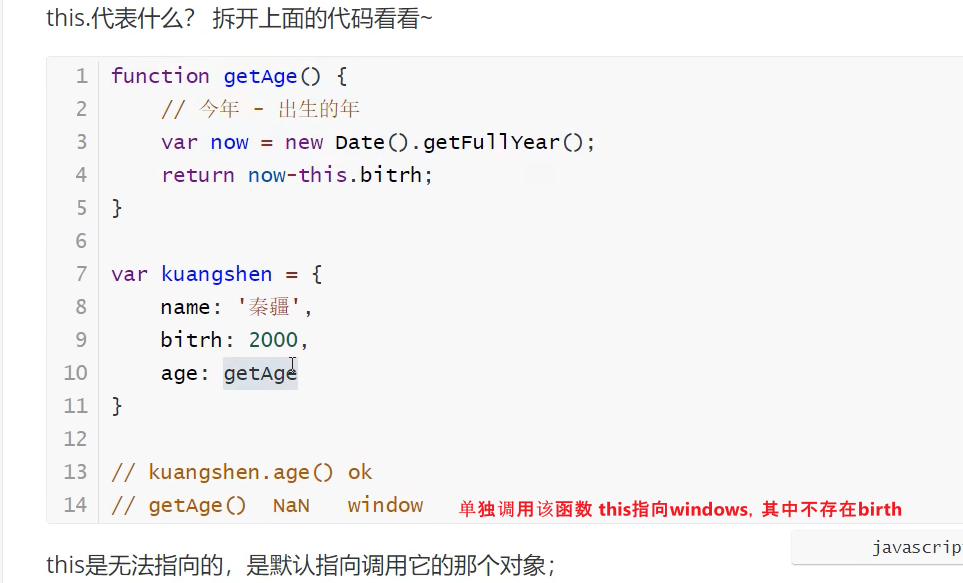 this.代表什么? 拆开上面的代码看看~
1 function getAge() {
2 // 今年 - 出生的年
3 var now = new Date().getFullYear();
4 return now-this.bitrh;
5 }
6
7 var kuangshen = {
8 name: '秦疆',
9 bitrh: 2000,
10 age: getAge
11 }
12
13 // kuangshen.age() ok
14 // getAge() NaN window 单独调用该函数 this指向windows, 其中不存在birth
javascrip
this是无法指向的，是默认指向调用它的那个对象；